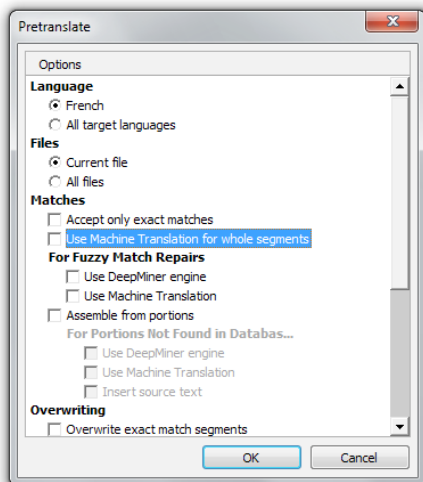 Pretranslate
Options
Language
French
All target languages
Files
Current file
All files
Matches
Accept only exact matches
Use Machine Translation for whole segments
For Fuzzy Match Repairs
Use DeepMiner engine
Use Machine Translation
Assemble from portions
For Portions Not Found in Databas...
Use DeepMiner engine
Use Machine Translation
Insert source text
Overwriting
Overwrite exact match segments
OK Cancel